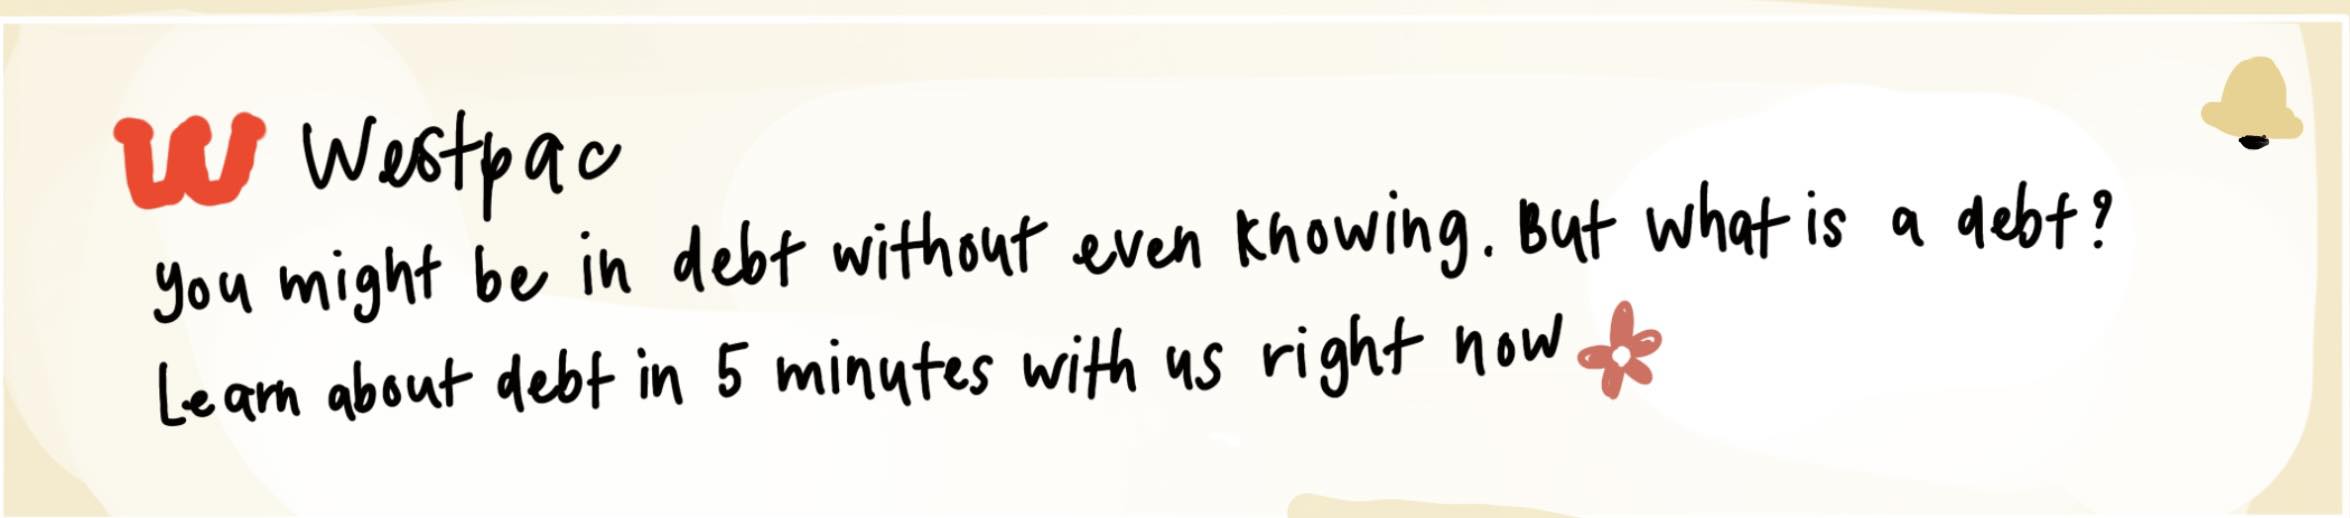 W Westpac
you might be in debt without even knowing. But what is a debt?
Learn about debt in 5 minutes with us right now